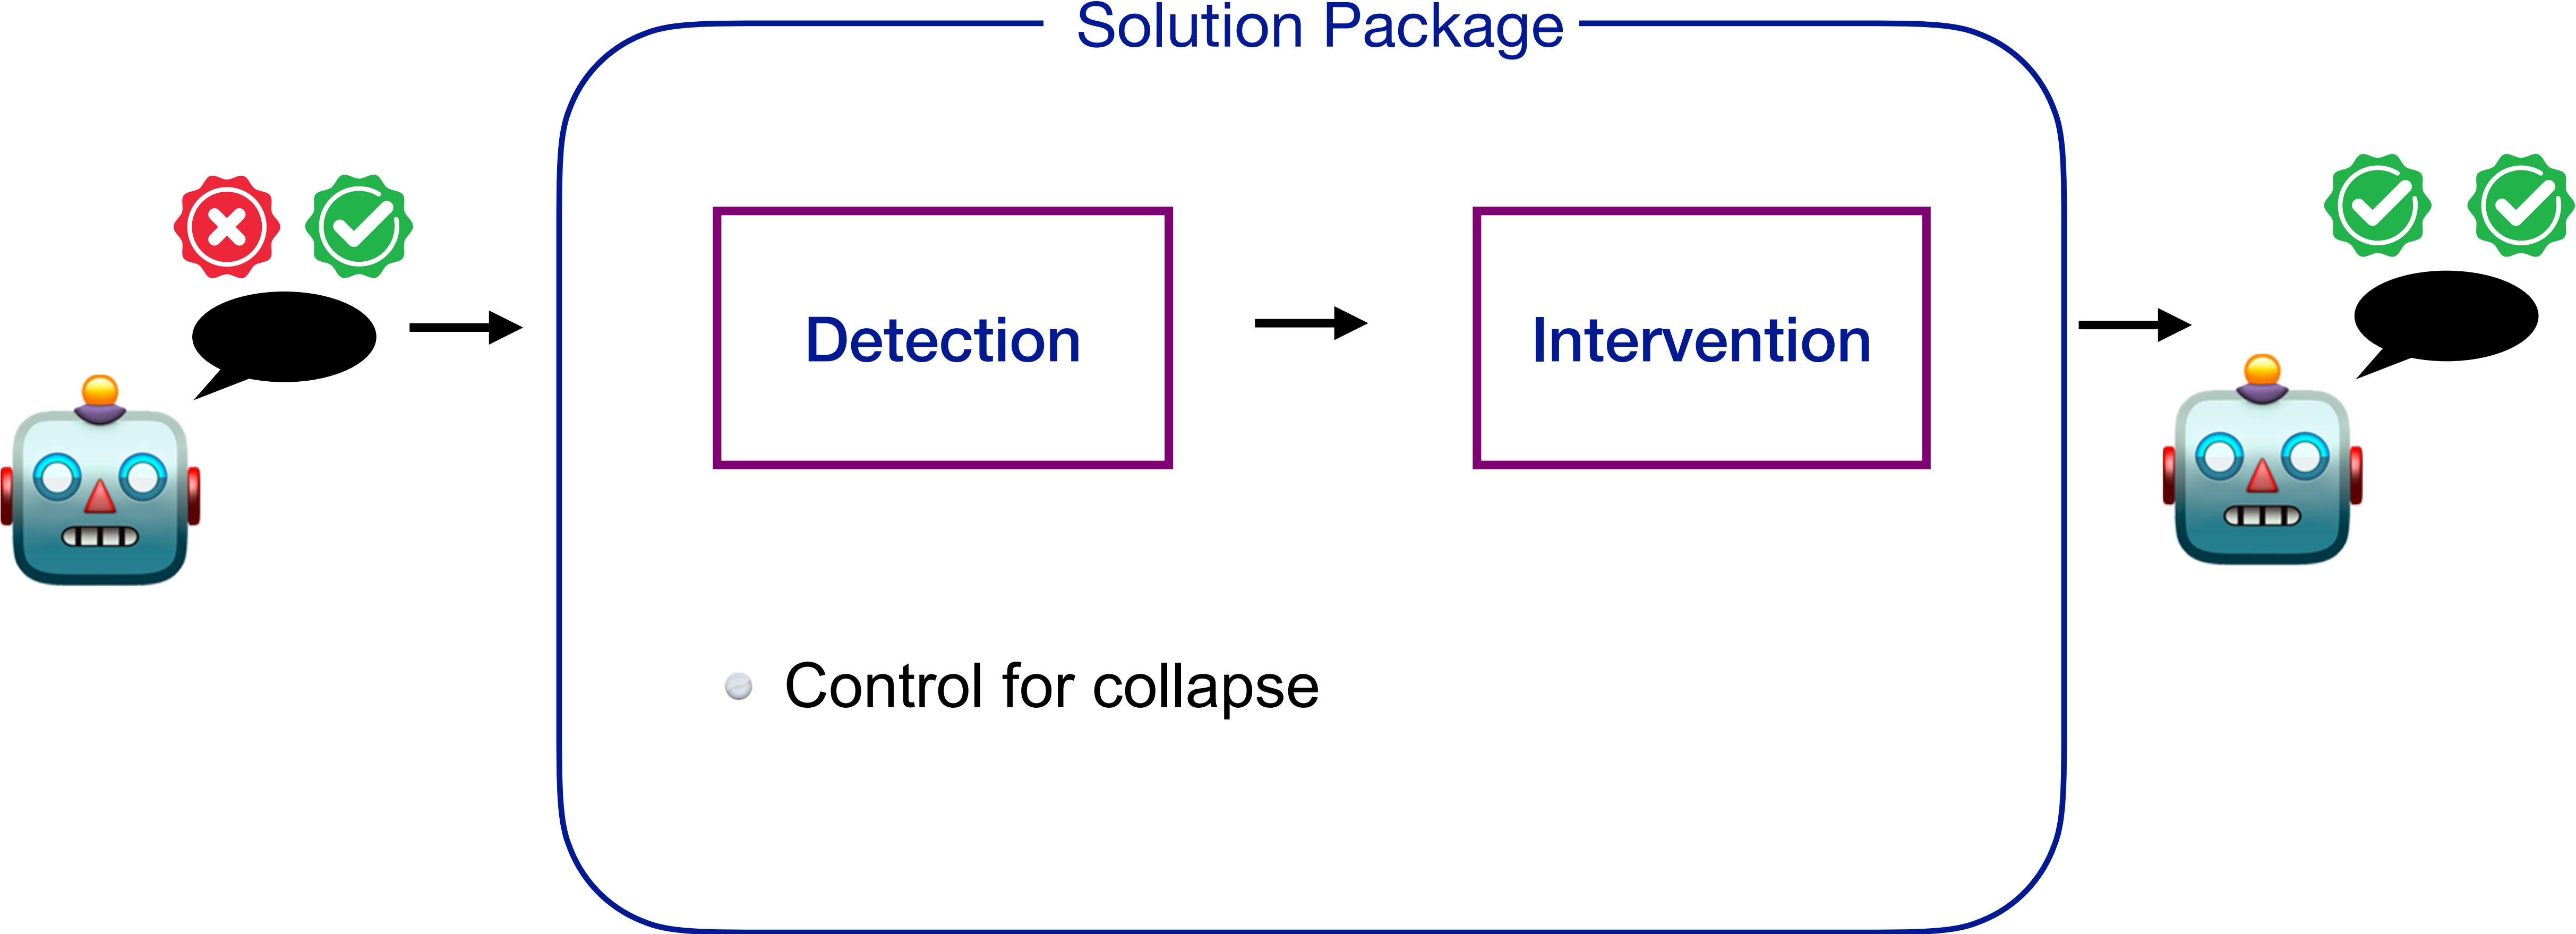 Solution Package
Detection
Intervention
Control for collapse